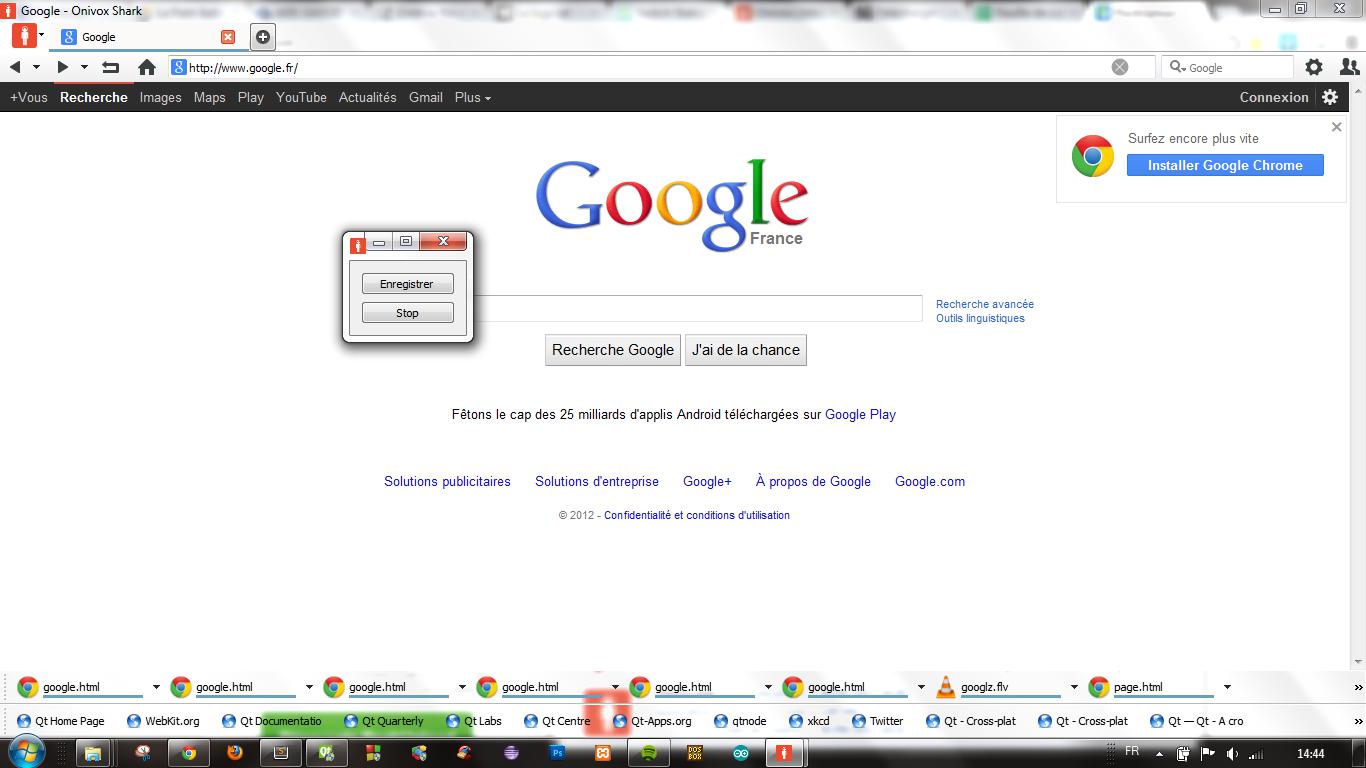 Google - Onivox Shark
Google
http://www.google.fr/
Google
+Vous Recherche Images Maps Play YouTube Actualités Gmail Plus
Connexion
Surfez encore plus vite
Installer Google Chrome
Google
France
Enregistrer
Stop
Recherche avancée
Outils linguistiques
Recherche Google J'ai de la chance
Fêtons le cap des 25 milliards d'applis Android téléchargées sur Google Play
Solutions publicitaires Solutions d'entreprise Google+ À propos de Google Google.com
© 2012 - Confidentialité et conditions d'utilisation
google.html google.html google.html google.html google.html google.html googlz.flv page.html
Qt Home Page WebKit.org Qt Documentatio Qt Quarterly Qt Labs Qt Centre Qt-Apps.org qtnode xkcd Twitter Qt - Cross-plat Qt - Cross-plat Qt — Qt - A cro
Ps DOS BOX FR 14:44